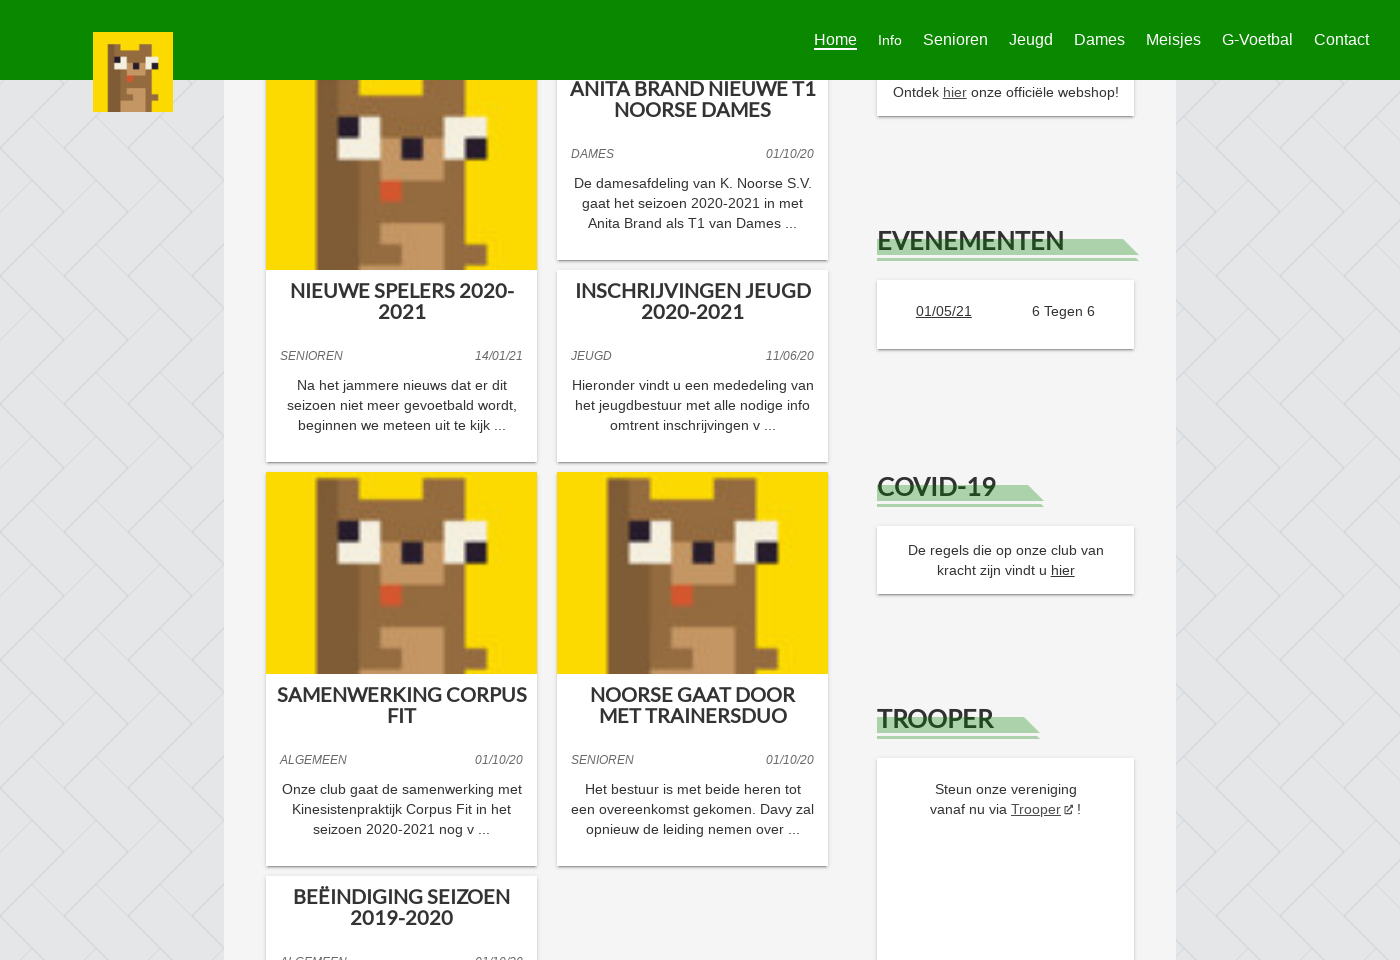 Home Info Senioren Jeugd Dames Meisjes G-Voetbal Contact
NIEUWE SPELERS 2020-
2021
SENIOREN 14/01/21
Na het jammere nieuws dat er dit
seizoen niet meer gevoetbald wordt,
beginnen we meteen uit te kijk ...
SAMENWERKING CORPUS
FIT
ALGEMEEN 01/10/20
Onze club gaat de samenwerking met
Kinesistenpraktijk Corpus Fit in het
seizoen 2020-2021 nog v ...
BEËINDIGING SEIZOEN
2019-2020
ALGEMEEN 01/10/20
ANITA BRAND NIEUWE T1
NOORSE DAMES
DAMES 01/10/20
De damesafdeling van K. Noorse S.V.
gaat het seizoen 2020-2021 in met
Anita Brand als T1 van Dames ...
INSCHRIJVINGEN JEUGD
2020-2021
JEUGD 11/06/20
Hieronder vindt u een mededeling van
het jeugdbestuur met alle nodige info
omtrent inschrijvingen v ...
NOORSE GAAT DOOR
MET TRAINERSDUO
SENIOREN 01/10/20
Het bestuur is met beide heren tot
een overeenkomst gekomen. Davy zal
opnieuw de leiding nemen over ...
Ontdek hier onze officiële webshop!
EVENEMENTEN
01/05/21 6 Tegen 6
COVID-19
De regels die op onze club van
kracht zijn vindt u hier
TROOPER
Steun onze vereniging
vanaf nu via Trooper !